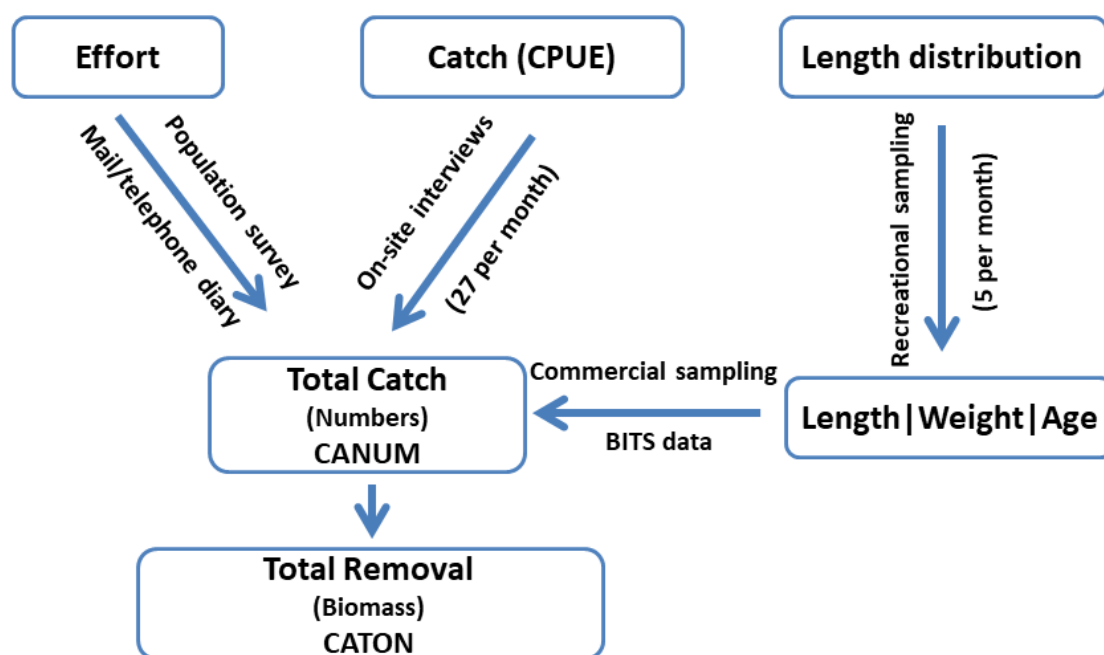 Effort
Catch (CPUE)
Length distribution
Population survey
Mail/telephone diary
On-site interviews
(27 per month)
Recreational sampling
(5 per month)
Total Catch
(Numbers)
CANUM
Commercial sampling
BITS data
Length|Weight|Age
Total Removal
(Biomass)
CATON